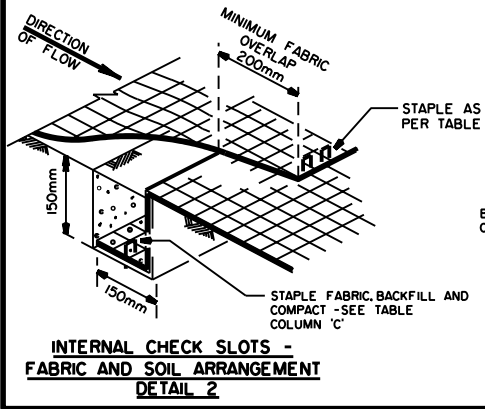 DIRECTION
OF FLOW
MINIMUM FABRIC
OVERLAP
200mm
STAPLE AS
PER TABLE
150mm
150mm
STAPLE FABRIC, BACKFILL AND
COMPACT -SEE TABLE
COLUMN 'C'
INTERNAL CHECK SLOTS -
FABRIC AND SOIL ARRANGEMENT
DETAIL 2